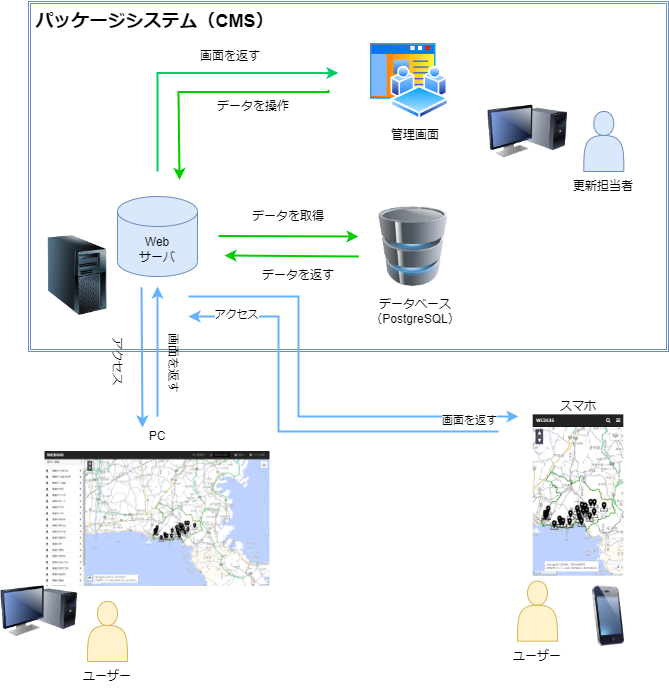 パッケージシステム（CMS）
画面を返す
データを操作
管理画面
更新担当者
Web
サーバ
データを取得
データを返す
データベース
（PostgreSQL）
アクセス
画面を返す
アクセス
画面を返す
PC
スマホ
WEBGIS
WEBGIS
ユーザー
ユーザー